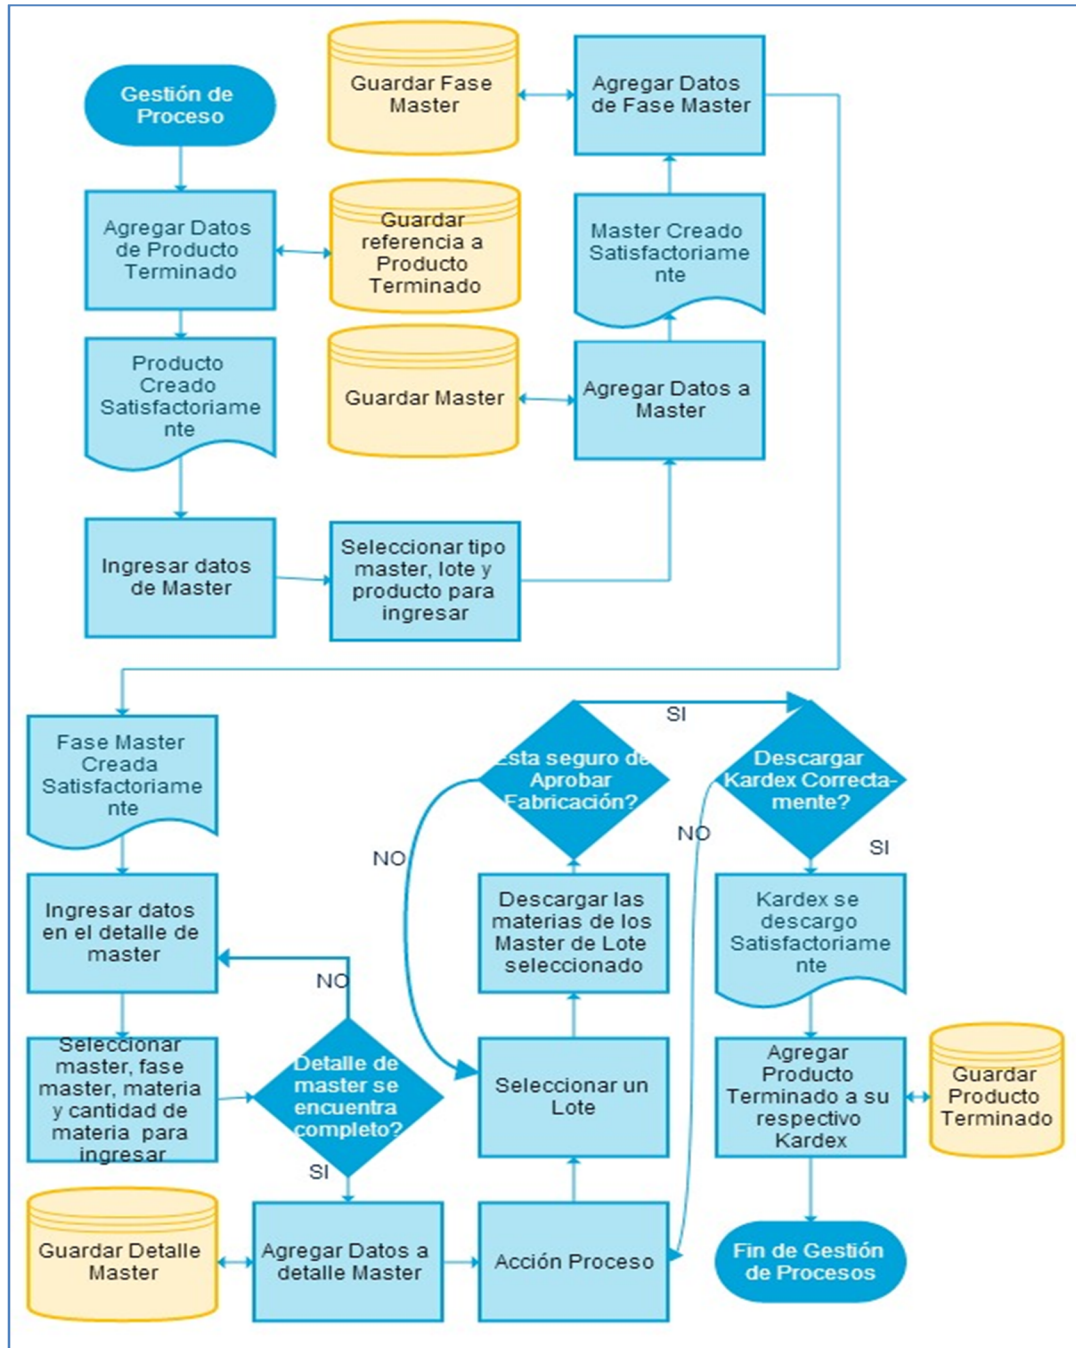 Gestión de
Proceso
Agregar Datos
de Producto
Terminado
Guardar
referencia a
Producto
Terminado
Producto
Creado
Satisfactoriame
nte
Ingresar datos
de Master
Seleccionar tipo
master, lote y
producto para
ingresar
Agregar Datos a
Master
Guardar Master
Master Creado
Satisfactoriame
nte
Agregar Datos
de Fase Master
Guardar Fase
Master
Fase Master
Creada
Satisfactoriame
nte
Ingresar datos
en el detalle de
master
Seleccionar
master, fase
master, materia
y cantidad de
materia para
ingresar
Detalle de
master se
encuentra
completo?
NO
SI
Agregar Datos a
detalle Master
Guardar Detalle
Master
Acción Proceso
Seleccionar un
Lote
Descargar las
materias de los
Master de Lote
seleccionado
Esta seguro de
Aprobar
Fabricación?
NO
SI
Descargar
Kardex Correcta-
mente?
NO
SI
Kardex se
descargo
Satisfactoriame
nte
Agregar
Producto
Terminado a su
respectivo
Kardex
Guardar
Producto
Terminado
Fin de Gestión
de Procesos